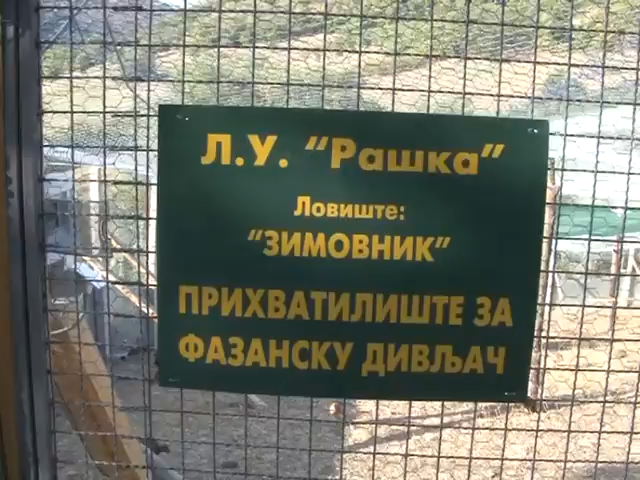 Л.У. "Рашка"
Ловиште:
"ЗИМОВНИК"
ПРИХВАТИЛИШТЕ ЗА
ФАЗАНСКУ ДИВЉАЧ